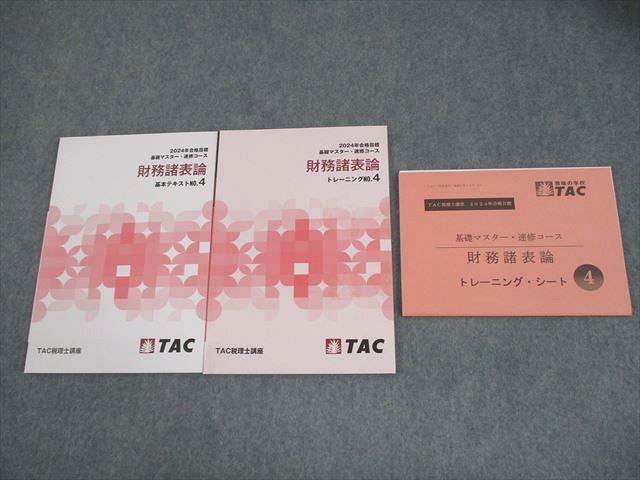 2024年合格目標
基礎マスター・速修コース
財務諸表論
基本テキストNO.4
TAC税理士講座
TAC
2024年合格目標
基礎マスター・速修コース
財務諸表論
トレーニングNO.4
TAC税理士講座
TAC
資格の学校
TAC
TAC税理士講座 2024年合格目標
基礎マスター・速修コース
財務諸表論
トレーニング・シート 4